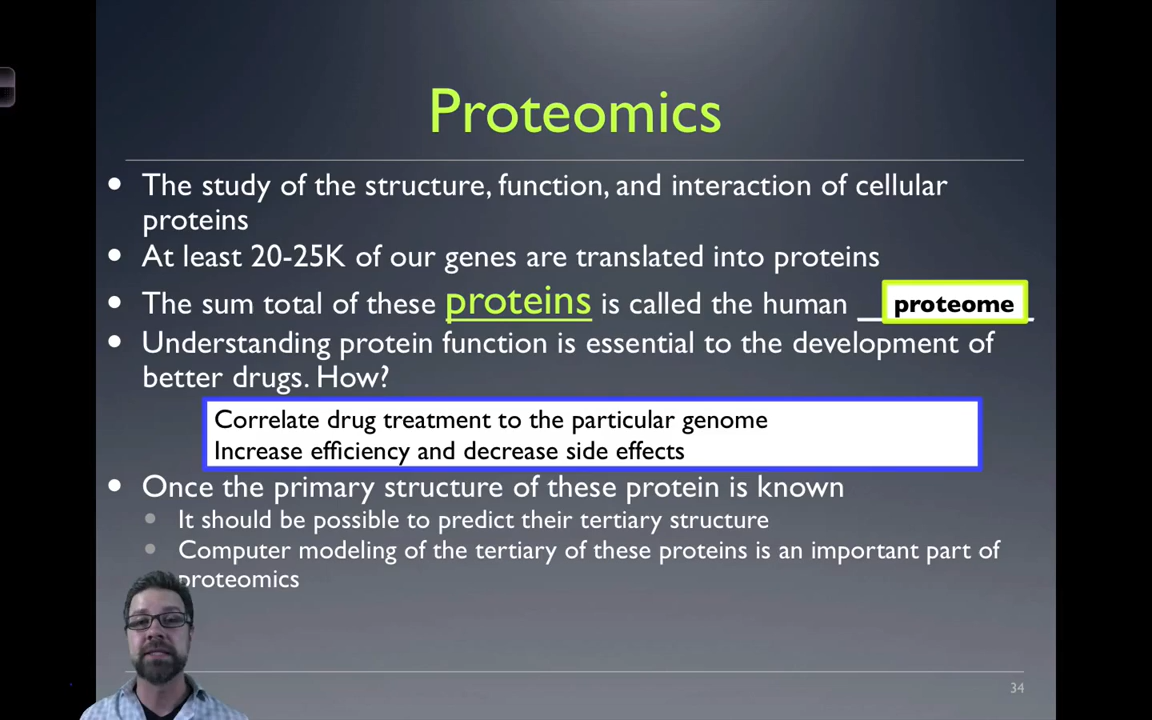 Proteomics
The study of the structure, function, and interaction of cellular
proteins
At least 20-25K of our genes are translated into proteins
The sum total of these proteins is called the human proteome
Understanding protein function is essential to the development of
better drugs. How?
Correlate drug treatment to the particular genome
Increase efficiency and decrease side effects
Once the primary structure of these protein is known
It should be possible to predict their tertiary structure
Computer modeling of the tertiary of these proteins is an important part of
proteomics
34